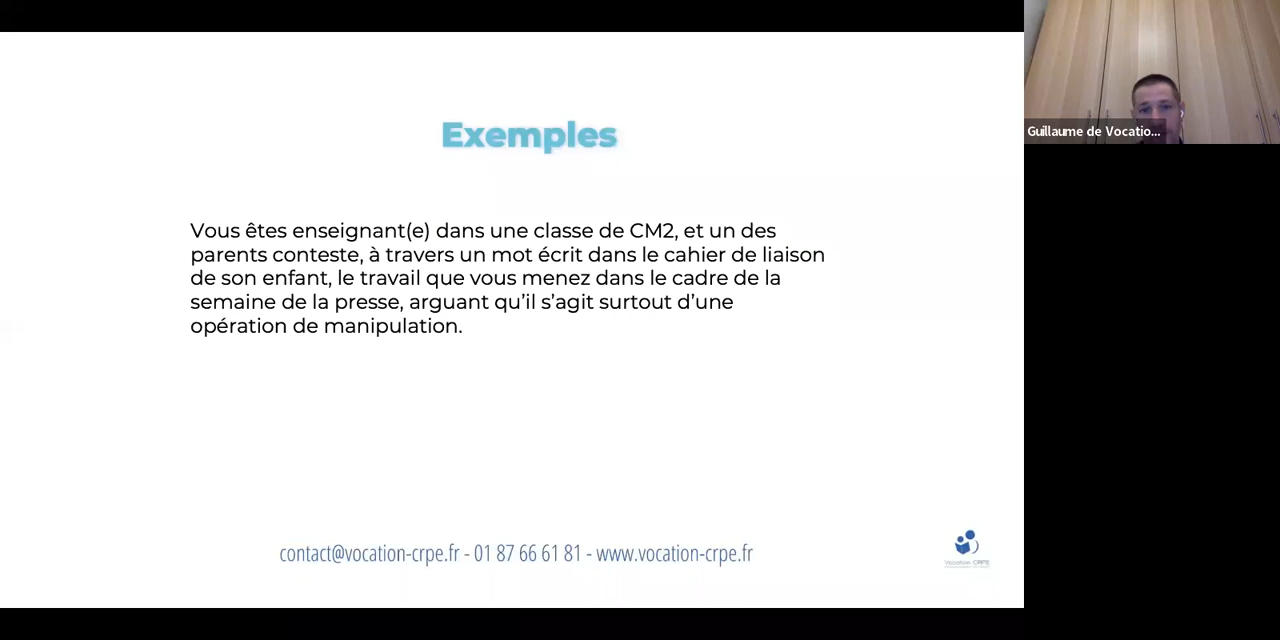 Exemples
Vous êtes enseignant(e) dans une classe de CM2, et un des
parents conteste, à travers un mot écrit dans le cahier de liaison
de son enfant, le travail que vous menez dans le cadre de la
semaine de la presse, arguant qu’il s’agit surtout d’une
opération de manipulation.
contact@vocation-crpe.fr - 01 87 66 61 81 - www.vocation-crpe.fr
Vocation CRPE
Guillaume de Vocatio...